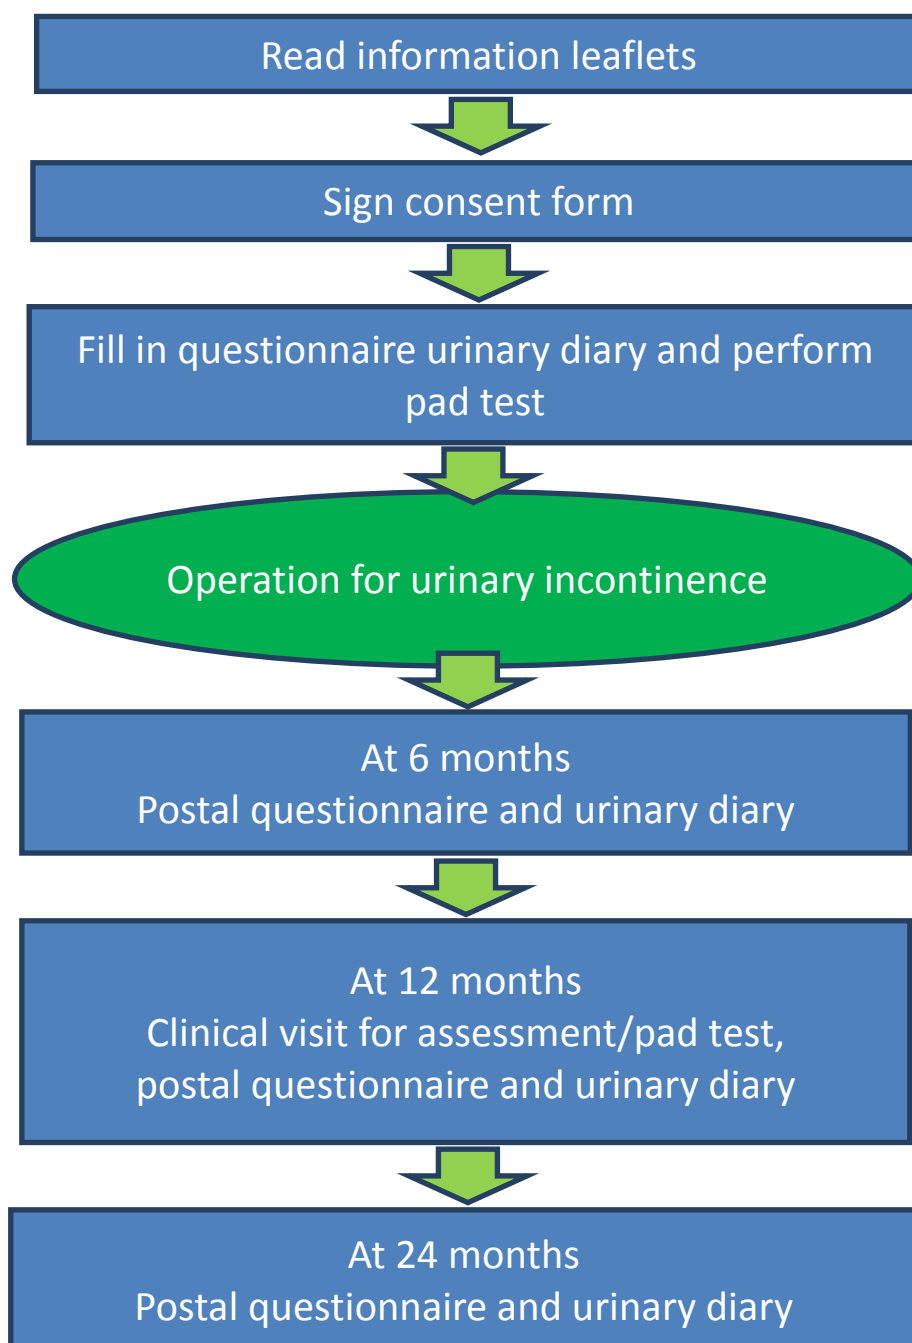 Read information leaflets
Sign consent form
Fill in questionnaire urinary diary and perform
pad test
Operation for urinary incontinence
At 6 months
Postal questionnaire and urinary diary
At 12 months
Clinical visit for assessment/pad test,
postal questionnaire and urinary diary
At 24 months
Postal questionnaire and urinary diary